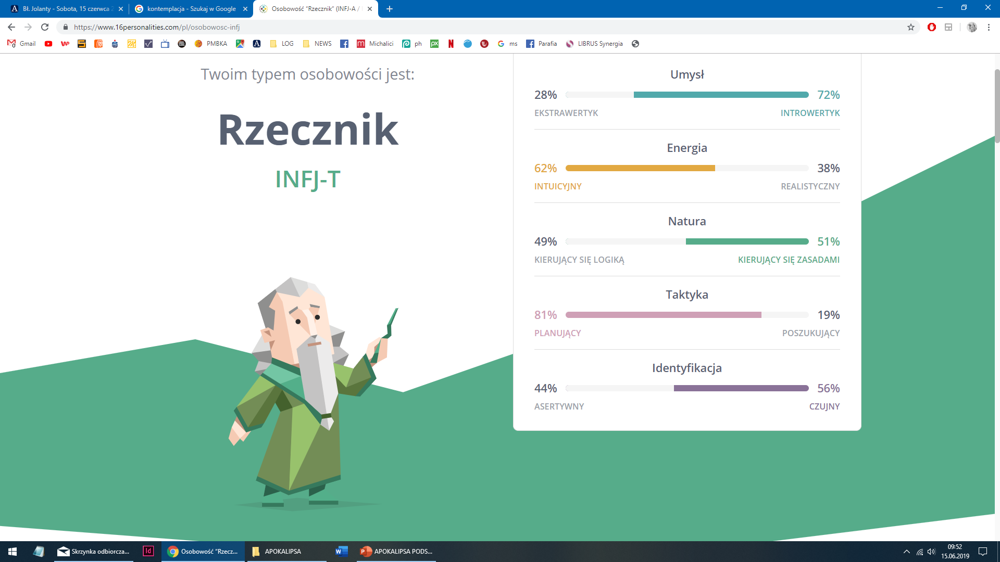 Bł. Jolanty - Sobota, 15 czerwca 2
kontemplacja - Szukaj w Google
Osobowość “Rzecznik” (INFJ-A /
https://www.16personalities.com/pl/osobowosc-infj
Gmail
PMBKA
LOG
NEWS
Michalici
ph
ms
Parafia
LIBRUS Synergia
Twoim typem osobowości jest:
Rzecznik
INFJ-T
Umysł
28% 72%
EKSTRAWERTYK INTROWERTYK
Energia
62% 38%
INTUICYJNY REALISTYCZNY
Natura
49% 51%
KIERUJĄCY SIĘ LOGIKĄ KIERUJĄCY SIĘ ZASADAMI
Taktyka
81% 19%
PLANUJĄCY POSZUKUJĄCY
Identyfikacja
44% 56%
ASERTYWNY CZUJNY
Skrzynka odbiorcza...
Id
Osobowość “Rzecz...
APOKALIPSA
APOKALIPSA PODS...
09:52
15.06.2019